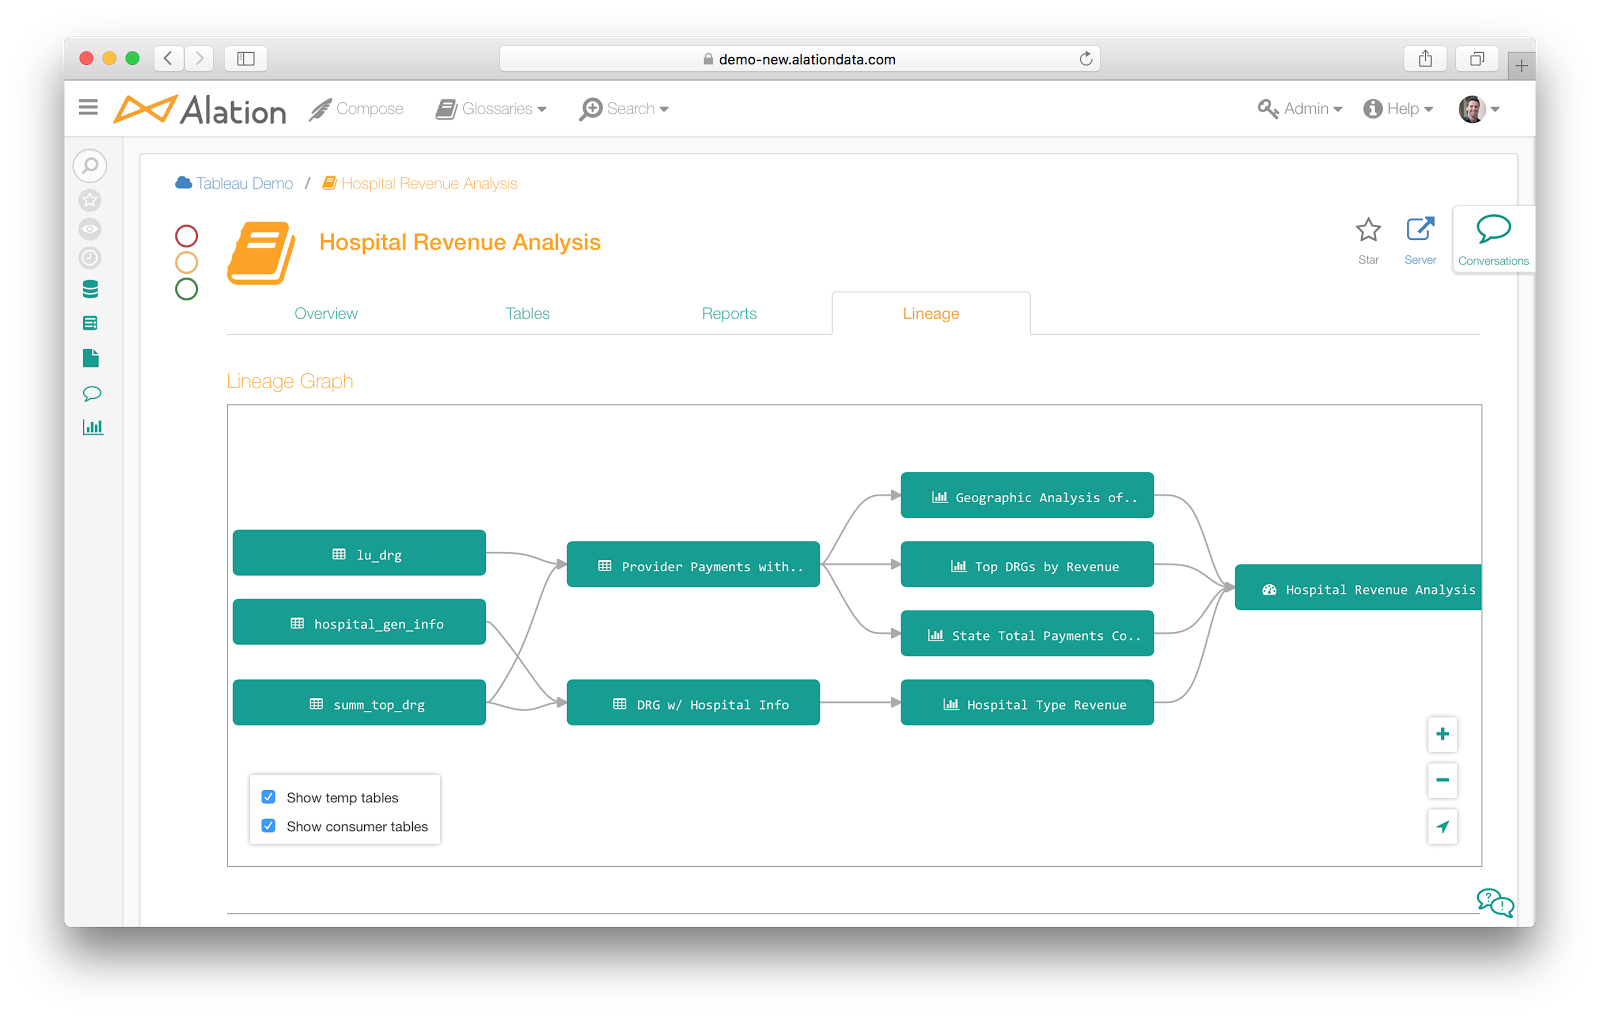 demo-new.alationdata.com
Alation Compose Glossaries Search Admin Help
Tableau Demo / Hospital Revenue Analysis
Hospital Revenue Analysis
Star Server Conversations
Overview Tables Reports Lineage
Lineage Graph
Geographic Analysis of..
lu_drg
Provider Payments with..
Top DRGs by Revenue
Hospital Revenue Analysis
hospital_gen_info
State Total Payments Co..
summ_top_drg
DRG w/ Hospital Info
Hospital Type Revenue
Show temp tables
Show consumer tables